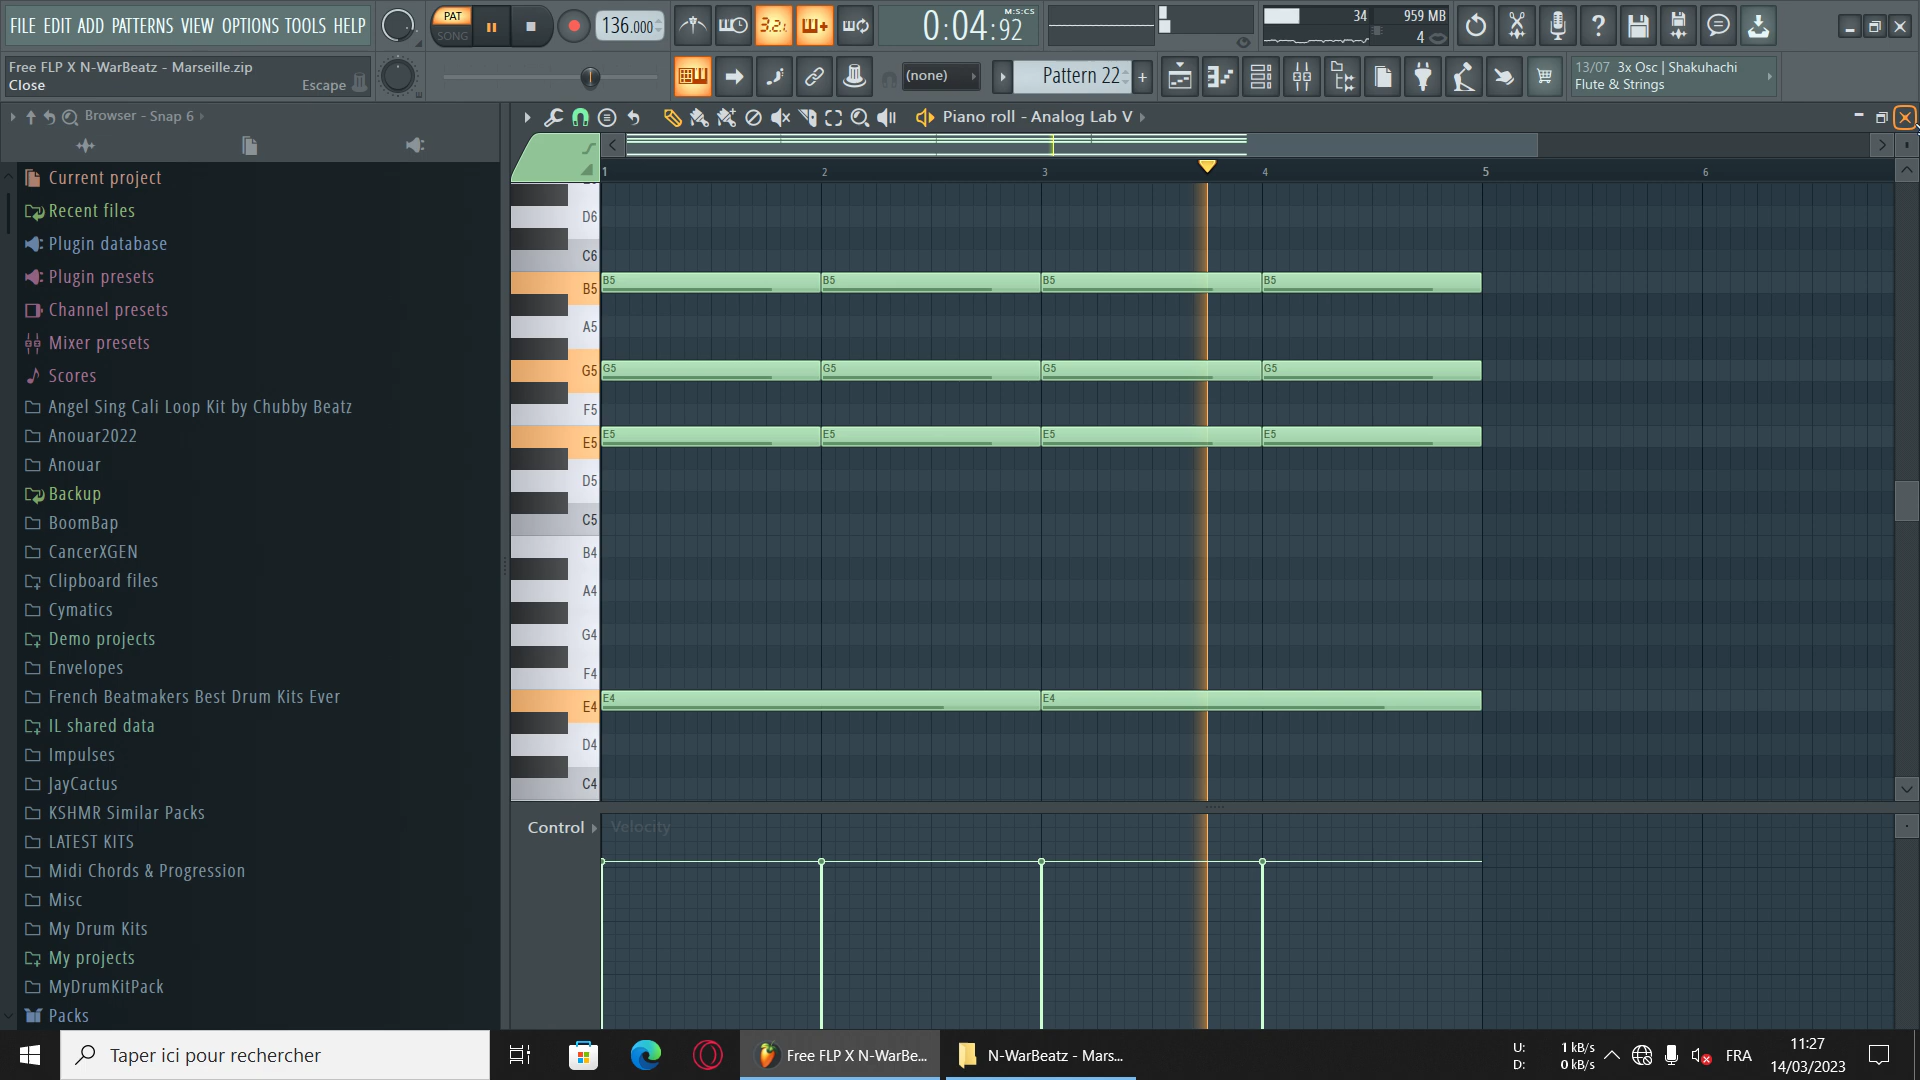 FILE EDIT ADD PATTERNS VIEW OPTIONS TOOLS HELP
PAT
SONG
136.000
3.2.
0:04:92
M:S:CS
34
959 MB
4
Free FLP X N-WarBeatz - Marseille.zip
Close
Escape
(none)
Pattern 22
13/07 3x Osc | Shakuhachi
Flute & Strings
Browser - Snap 6
Piano roll - Analog Lab V
1 2 3 4 5 6
Current project
Recent files
Plugin database
Plugin presets
Channel presets
Mixer presets
Scores
Angel Sing Cali Loop Kit by Chubby Beatz
Anouar2022
Anouar
Backup
BoomBap
CancerXGEN
Clipboard files
Cymatics
Demo projects
Envelopes
French Beatmakers Best Drum Kits Ever
IL shared data
Impulses
JayCactus
KSHMR Similar Packs
LATEST KITS
Midi Chords & Progression
Misc
My Drum Kits
My projects
MyDrumKitPack
Packs
D6
C6
B5 B5 B5 B5 B5
A5
G5 G5 G5 G5 G5
F5
E5 E5 E5 E5 E5
D5
C5
B4
A4
G4
F4
E4 E4 E4
D4
C4
Control
Velocity
Taper ici pour rechercher
Free FLP X N-WarBe...
N-WarBeatz - Mars...
U: 1 kB/s
D: 0 kB/s
FRA
11:27
14/03/2023